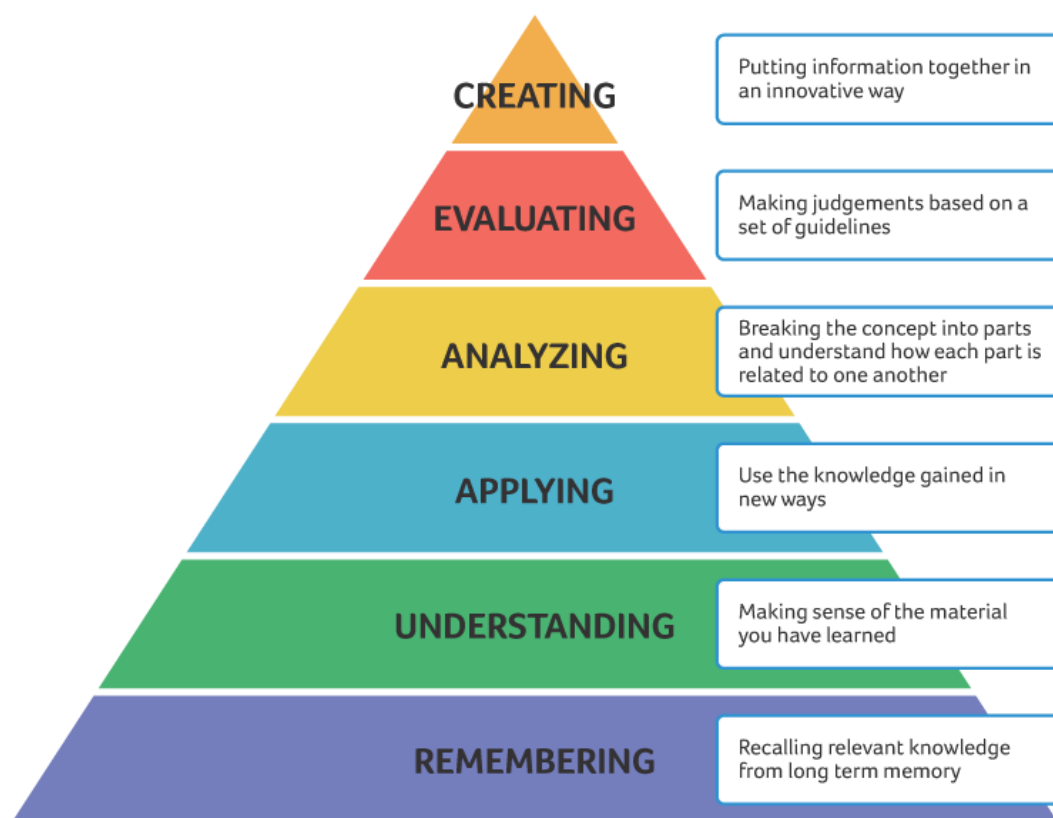 CREATING
Putting information together in
an innovative way
EVALUATING
Making judgements based on a
set of guidelines
ANALYZING
Breaking the concept into parts
and understand how each part is
related to one another
APPLYING
Use the knowledge gained in
new ways
UNDERSTANDING
Making sense of the material
you have learned
REMEMBERING
Recalling relevant knowledge
from long term memory